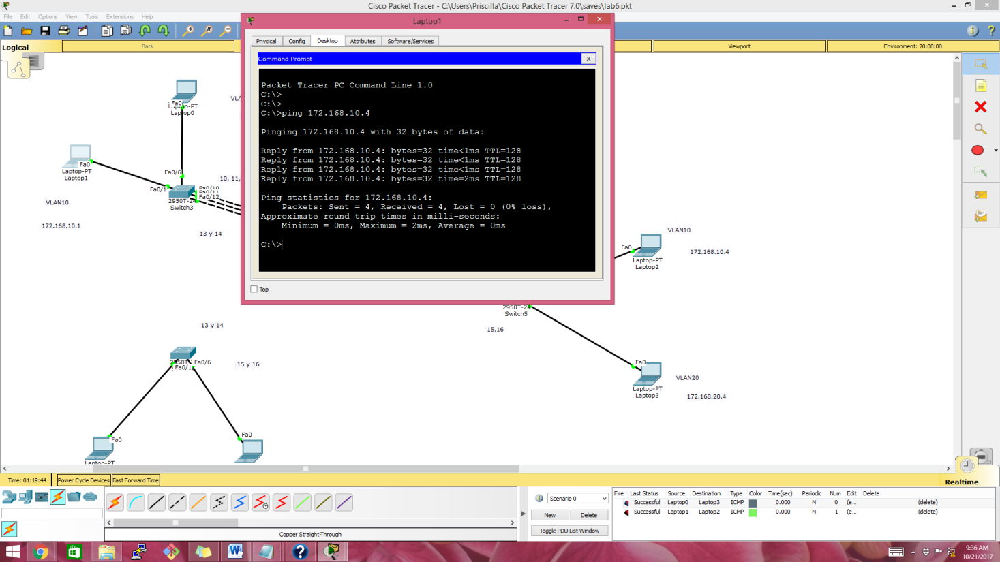 Cisco Packet Tracer - C:\Users\Priscilla\Cisco Packet Tracer 7.0\saves\lab6.pkt
File Edit Options View Tools Extensions Help
Logical
Back
Viewport
Environment: 20:00:00
Laptop1
Physical Config Desktop Attributes Software/Services
Command Prompt
X
Packet Tracer PC Command Line 1.0
C:\>
C:\>
C:\>ping 172.168.10.4
Pinging 172.168.10.4 with 32 bytes of data:
Reply from 172.168.10.4: bytes=32 time<1ms TTL=128
Reply from 172.168.10.4: bytes=32 time<1ms TTL=128
Reply from 172.168.10.4: bytes=32 time<1ms TTL=128
Reply from 172.168.10.4: bytes=32 time=2ms TTL=128
Ping statistics for 172.168.10.4:
Packets: Sent = 4, Received = 4, Lost = 0 (0% loss),
Approximate round trip times in milli-seconds:
Minimum = 0ms, Maximum = 2ms, Average = 0ms
C:\>
Top
Fa0
Laptop-PT
Laptop0
VLA
Fa0
Laptop-PT
Laptop1
Fa0/6
10, 11,
Fa0/1
Fa0/10
Fa0/11
Fa0/12
2950T-24
Switch3
VLAN10
172.168.10.1
13 y 14
VLAN10
Fa0
172.168.10.4
Laptop-PT
Laptop2
2950T-24
Switch5
15,16
13 y 14
Fa0/6
Fa0/1
15 y 16
Fa0
VLAN20
Laptop-PT
Laptop3
172.168.20.4
Fa0
Fa0
Laptop-PT
Time: 01:19:44
Power Cycle Devices
Fast Forward Time
Realtime
Scenario 0
New
Delete
Toggle PDU List Window
Copper Straight-Through
Fire Last Status Source Destination Type Color Time(sec) Periodic Num Edit Delete
Successful Laptop0 Laptop3 ICMP 0.000 N 0 (e... (delete)
Successful Laptop1 Laptop2 ICMP 0.000 N 1 (e... (delete)
9:36 AM
10/21/2017